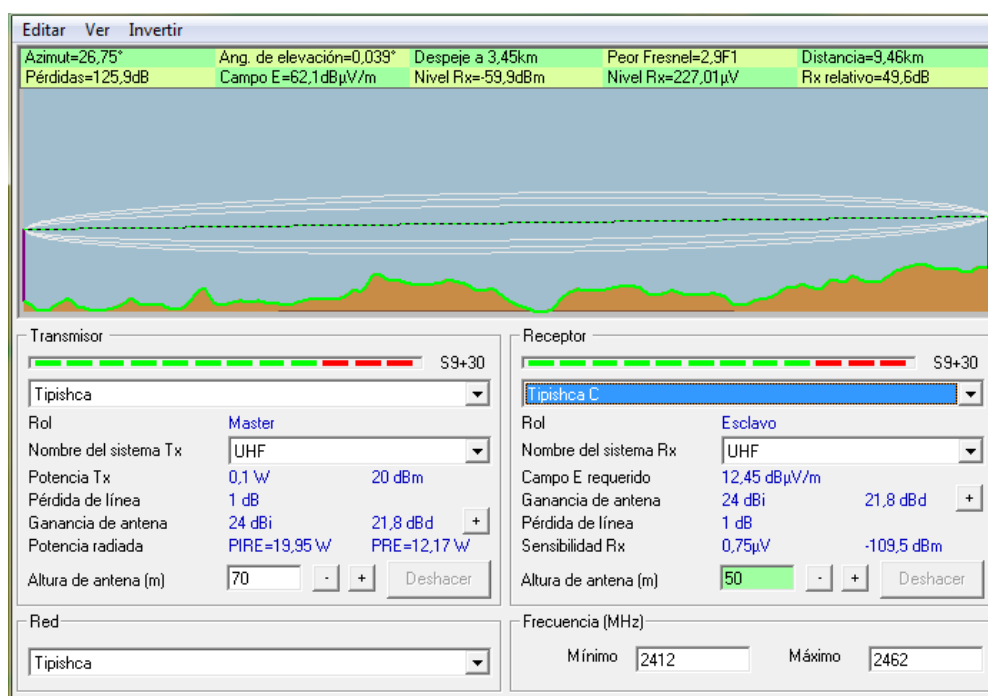 Editar Ver Invertir
Azimut=26,75° Ang. de elevación=0,039° Despeje a 3,45km Peor Fresnel=2,9F1 Distancia=9,46km
Pérdidas=125,9dB Campo E=62,1dBµV/m Nivel Rx=-59,9dBm Nivel Rx=227,01µV Rx relativo=49,6dB
Transmisor
S9+30
Tipishca
Rol Master
Nombre del sistema Tx UHF
Potencia Tx 0,1 W 20 dBm
Pérdida de línea 1 dB
Ganancia de antena 24 dBi 21,8 dBd +
Potencia radiada PIRE=19,95 W PRE=12,17 W
Altura de antena (m) 70 - + Deshacer
Red
Tipishca
Receptor
S9+30
Tipishca C
Rol Esclavo
Nombre del sistema Rx UHF
Campo E requerido 12,45 dBµV/m
Ganancia de antena 24 dBi 21,8 dBd +
Pérdida de línea 1 dB
Sensibilidad Rx 0,75µV -109,5 dBm
Altura de antena (m) 50 - + Deshacer
Frecuencia (MHz)
Mínimo 2412 Máximo 2462